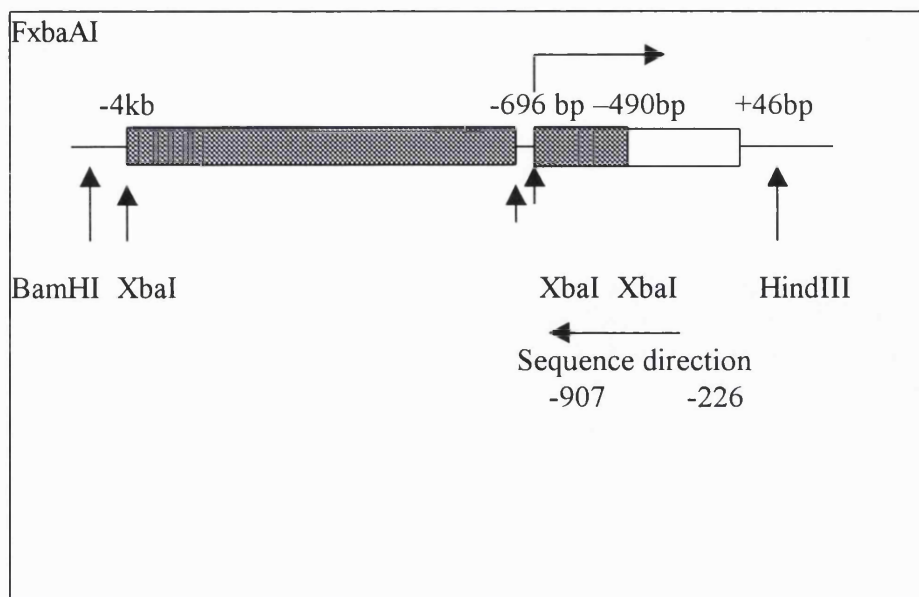 FxbaAI
-4kb -696 bp –490bp +46bp
BamHI XbaI XbaI XbaI HindIII
Sequence direction
-907 -226